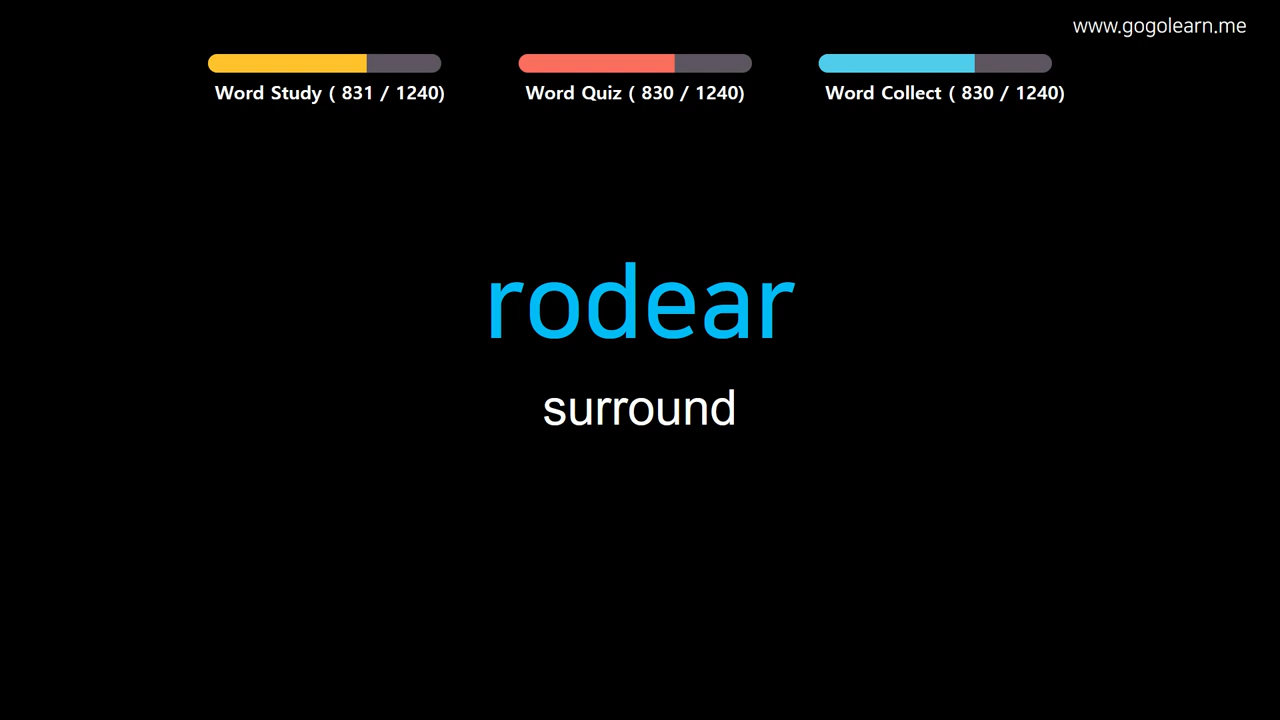 www.gogolearn.me
Word Study ( 831 / 1240)
Word Quiz ( 830 / 1240)
Word Collect ( 830 / 1240)
rodear
surround